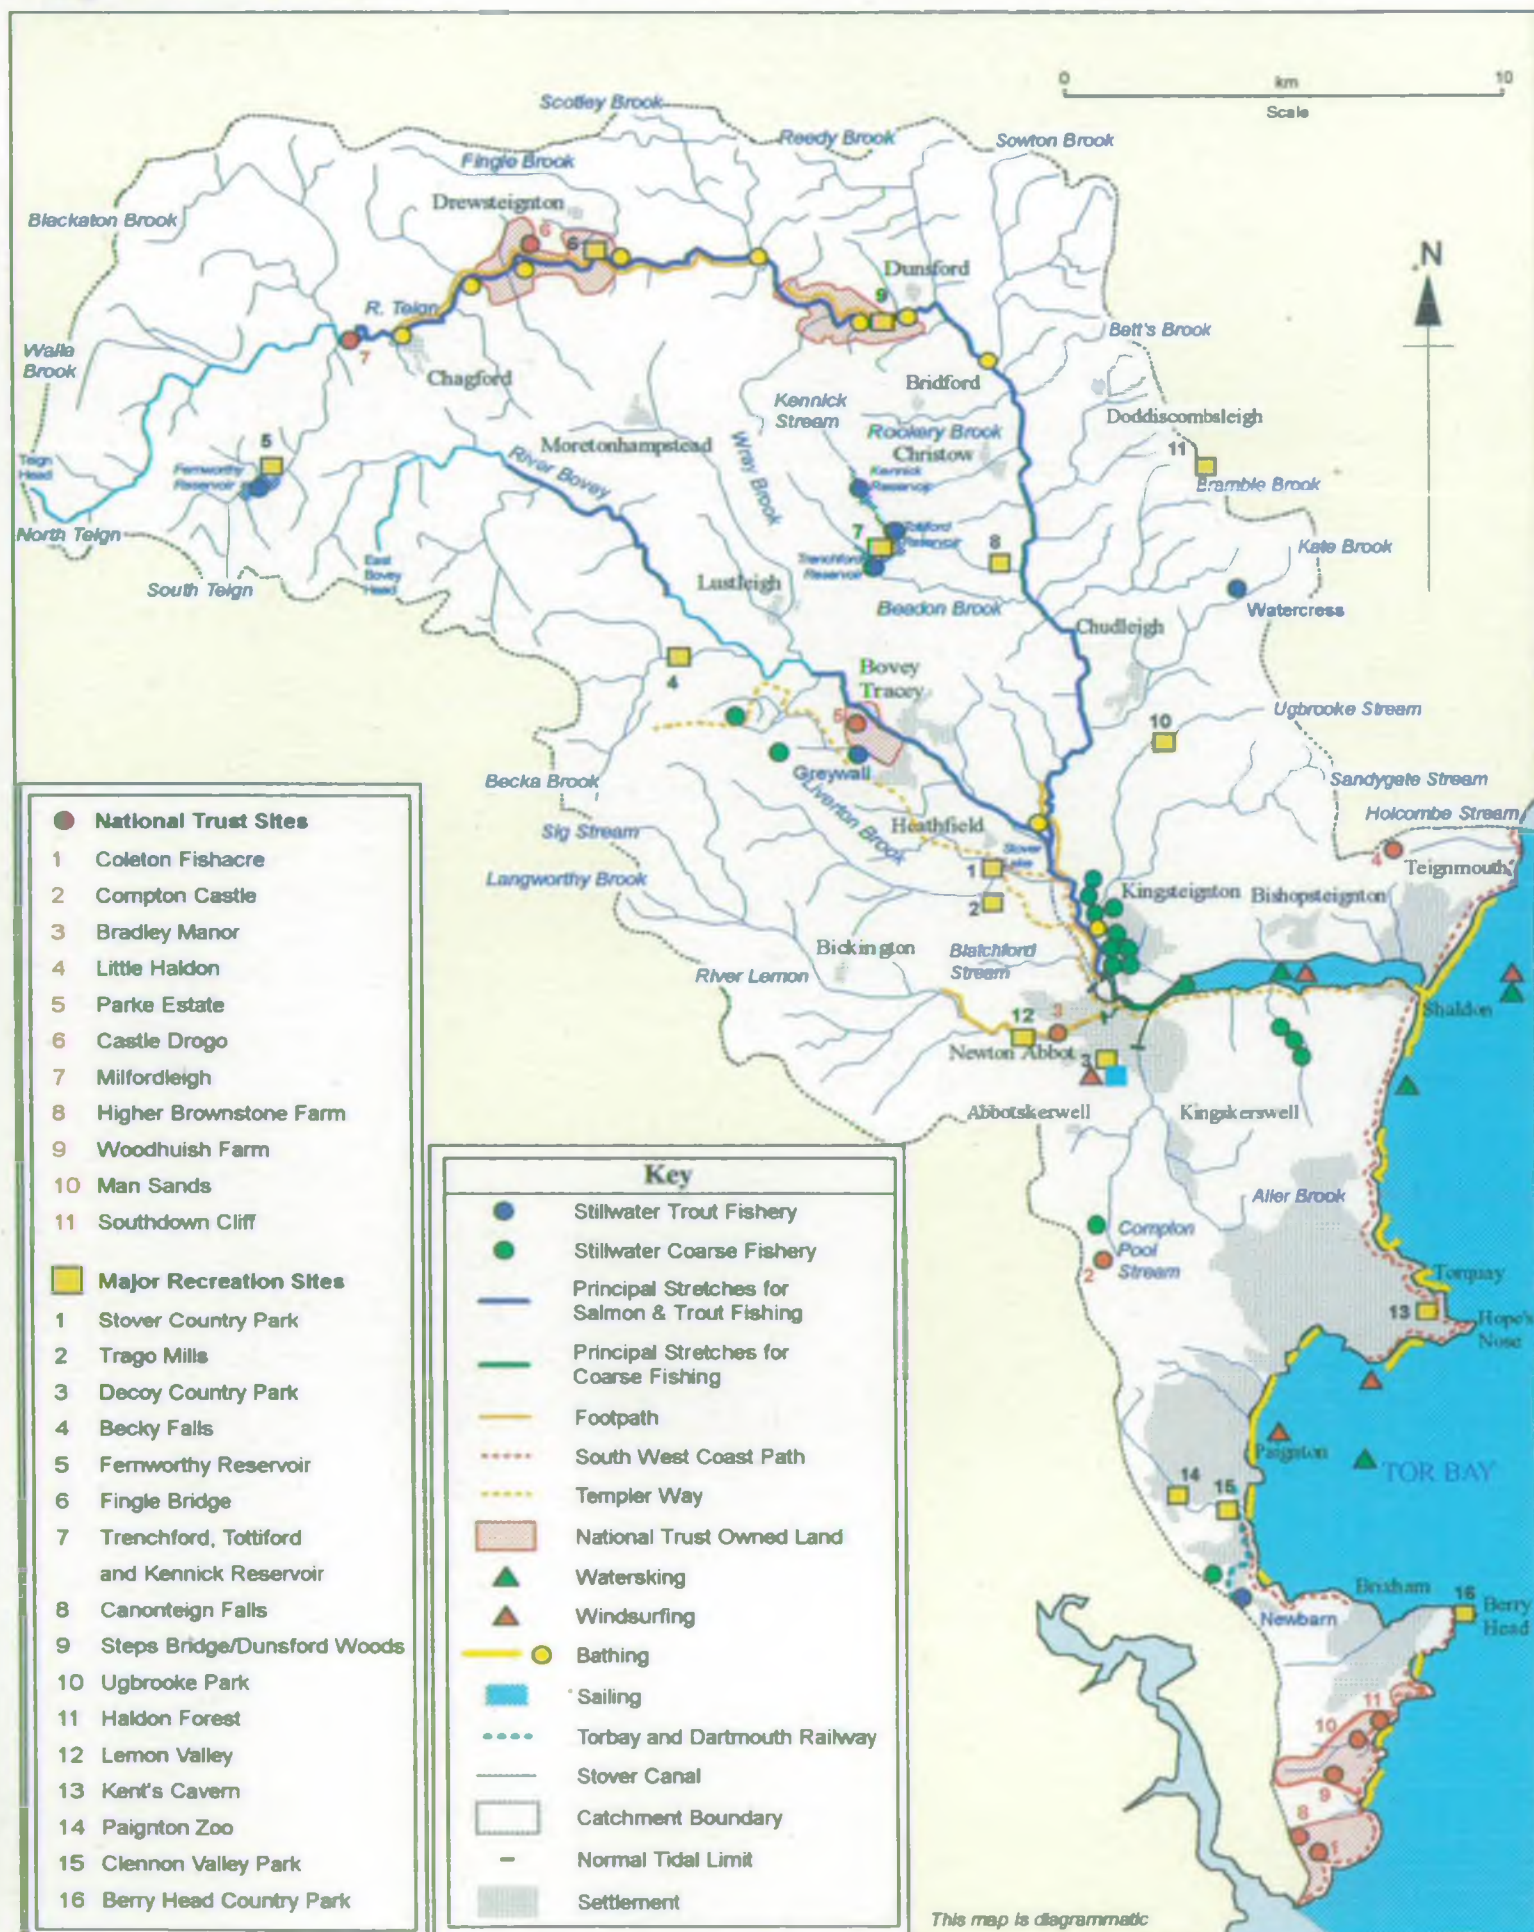 0 km 10
Scale
Scotley Brook
Reedy Brook
Sowton Brook
Fingle Brook
Drewsteignton
Blackaton Brook
N
6
6
Dunsford
9
R. Teign
Bett's Brook
Walla
Brook
7
Chagford
Bridford
Kennick
Stream
Doddiscombsleigh
Rookery Brook
Moretonhampstead
Christow
11
5
Teign
Head
Fernworthy
Reservoir
River Bovey
Wray Brook
Kennick
Reservoir
Bramble Brook
North Teign
Tottiford
Reservoir
7
8
Kate Brook
East
Bovey
Head
Trenchford
Reservoir
South Teign
Lustleigh
Beedon Brook
Watercress
Chudleigh
4
Bovey
Tracey
5
Ugbrooke Stream
10
Becka Brook
Greywall
Sandygate Stream
Liverton Brook
Holcombe Stream
Sig Stream
Heathfield
Stover
Lake
4
Teignmouth
Langworthy Brook
1
Kingsteignton
Bishopsteignton
2
Bickington
Blatchford
Stream
River Lemon
Shaldon
12
3
Newton Abbot
3
Abbotskerwell
Kingskerswell
Aller Brook
Compton
Pool
Stream
2
Torquay
13
Hope's
Nose
Paignton
TOR BAY
14
15
Brixham
16
Berry
Head
Newbarn
11
10
9
8
1
National Trust Sites
1 Coleton Fishacre
2 Compton Castle
3 Bradley Manor
4 Little Haldon
5 Parke Estate
6 Castle Drogo
7 Milfordleigh
8 Higher Brownstone Farm
9 Woodhuish Farm
10 Man Sands
11 Southdown Cliff
Major Recreation Sites
1 Stover Country Park
2 Trago Mills
3 Decoy Country Park
4 Becky Falls
5 Fernworthy Reservoir
6 Fingle Bridge
7 Trenchford, Tottiford
and Kennick Reservoir
8 Canonteign Falls
9 Steps Bridge/Dunsford Woods
10 Ugbrooke Park
11 Haldon Forest
12 Lemon Valley
13 Kent's Cavern
14 Paignton Zoo
15 Clennon Valley Park
16 Berry Head Country Park
Key
Stillwater Trout Fishery
Stillwater Coarse Fishery
Principal Stretches for
Salmon & Trout Fishing
Principal Stretches for
Coarse Fishing
Footpath
South West Coast Path
Templer Way
National Trust Owned Land
Watersking
Windsurfing
Bathing
Sailing
Torbay and Dartmouth Railway
Stover Canal
Catchment Boundary
Normal Tidal Limit
Settlement
This map is diagrammatic